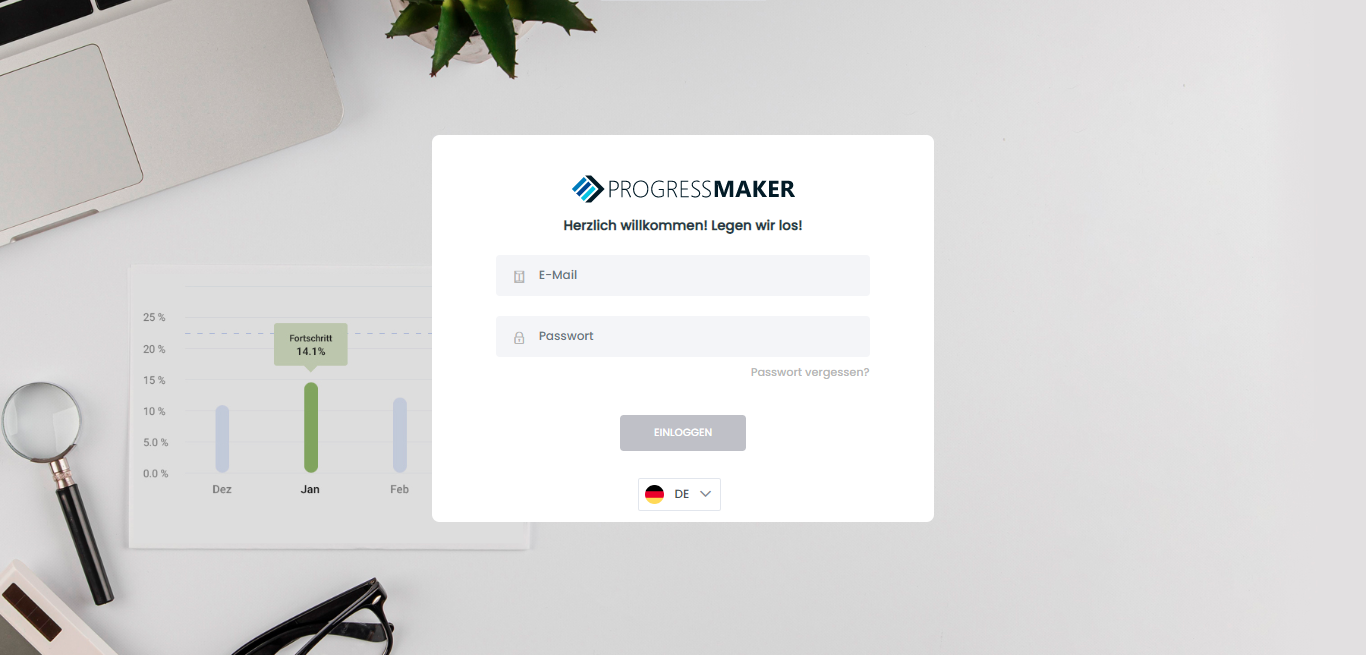 PROGRESSMAKER
Herzlich willkommen! Legen wir los!
E-Mail
Passwort
Passwort vergessen?
EINLOGGEN
DE
25 %
Fortschritt
14.1%
20 %
15 %
10 %
5.0 %
0.0 %
Dez
Jan
Feb